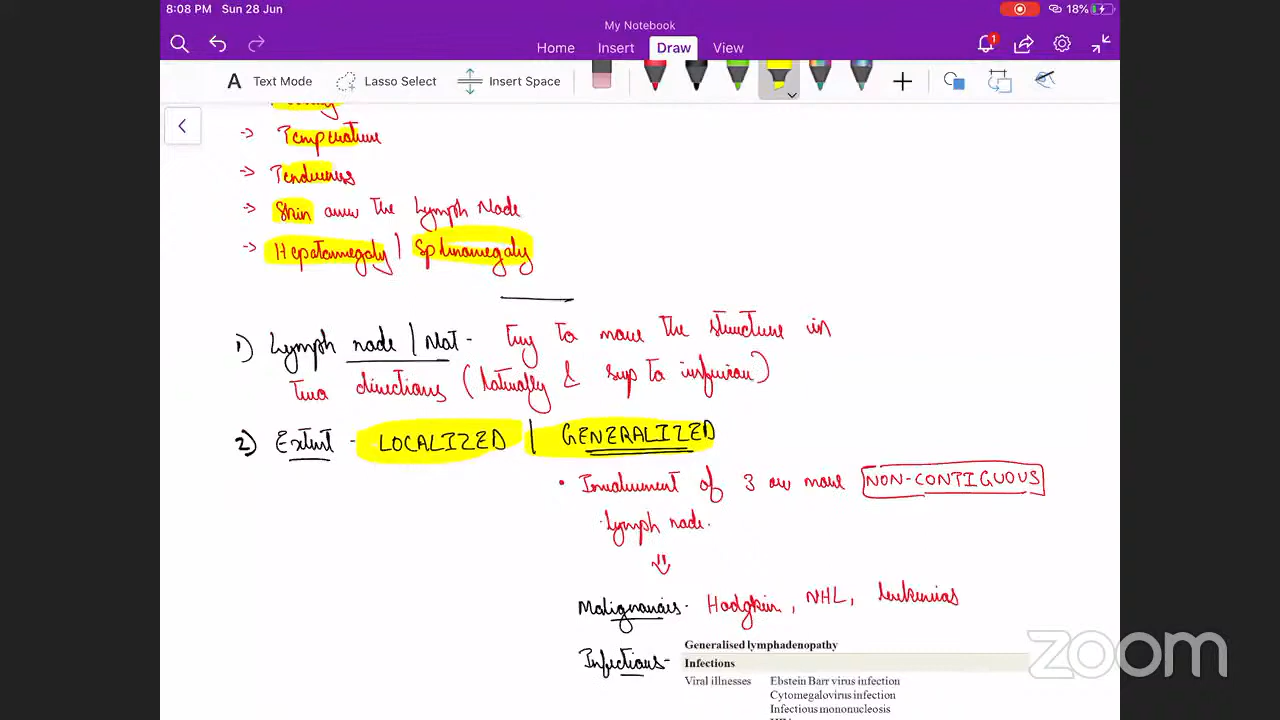 8:08 PM Sun 28 Jun
18%
My Notebook
Home Insert Draw View
1
A Text Mode Lasso Select Insert Space
-> Temperature
-> Tenderness
-> Skin over the Lymph Node
-> Hepatomegaly | Splenomegaly
1) Lymph node | Not - try to move the structure in
two directions (laterally & sup to inferior)
2) Extent - LOCALIZED | GENERALIZED
• Involvement of 3 or more NON-CONTIGUOUS
lymph node.
Malignancies. Hodgkin, NHL, leukemias
Generalised lymphadenopathy
Infections- Infections
Viral illnesses Ebstein Barr virus infection
Cytomegalovirus infection
Infectious mononucleosis
zoom